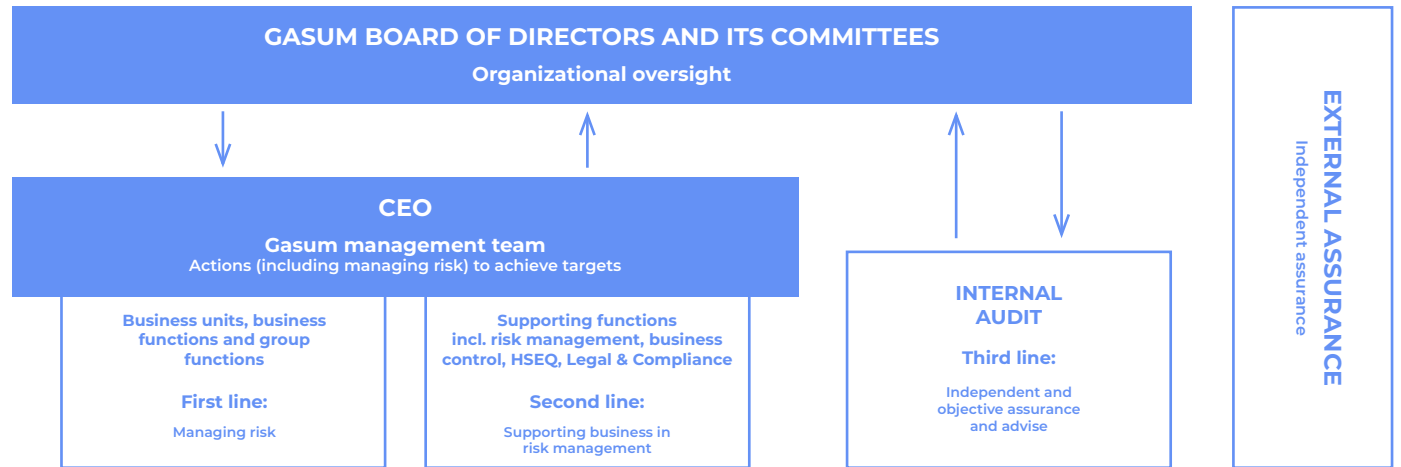 GASUM BOARD OF DIRECTORS AND ITS COMMITTEES
Organizational oversight
CEO
Gasum management team
Actions (including managing risk) to achieve targets
Business units, business
functions and group
functions
First line:
Managing risk
Supporting functions
incl. risk management, business
control, HSEQ, Legal & Compliance
Second line:
Supporting business in
risk management
INTERNAL
AUDIT
Third line:
Independent and
objective assurance
and advise
EXTERNAL ASSURANCE
Independent assurance